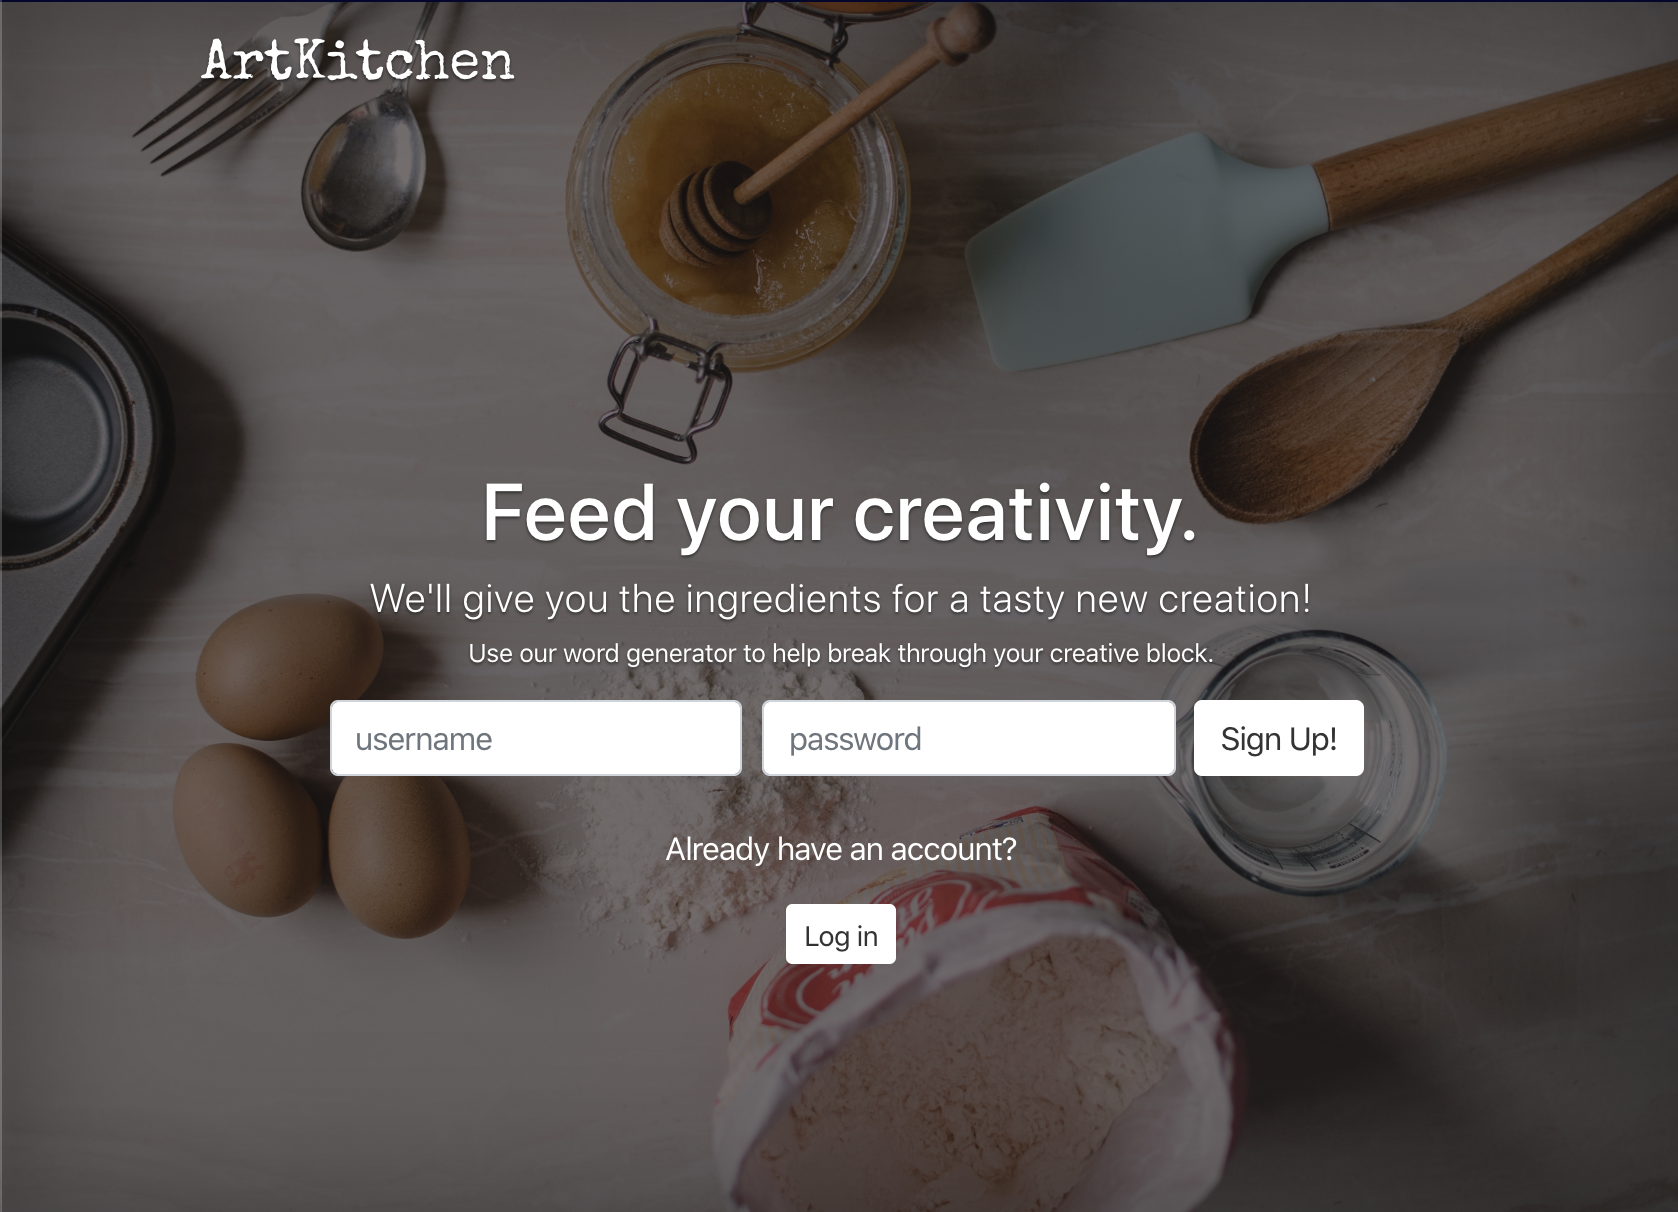 ArtKitchen
Feed your creativity.
We'll give you the ingredients for a tasty new creation!
Use our word generator to help break through your creative block.
username
password
Sign Up!
Already have an account?
Log in